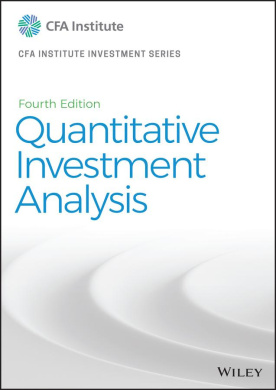 CFA Institute
CFA INSTITUTE INVESTMENT SERIES
Fourth Edition
Quantitative
Investment
Analysis
WILEY